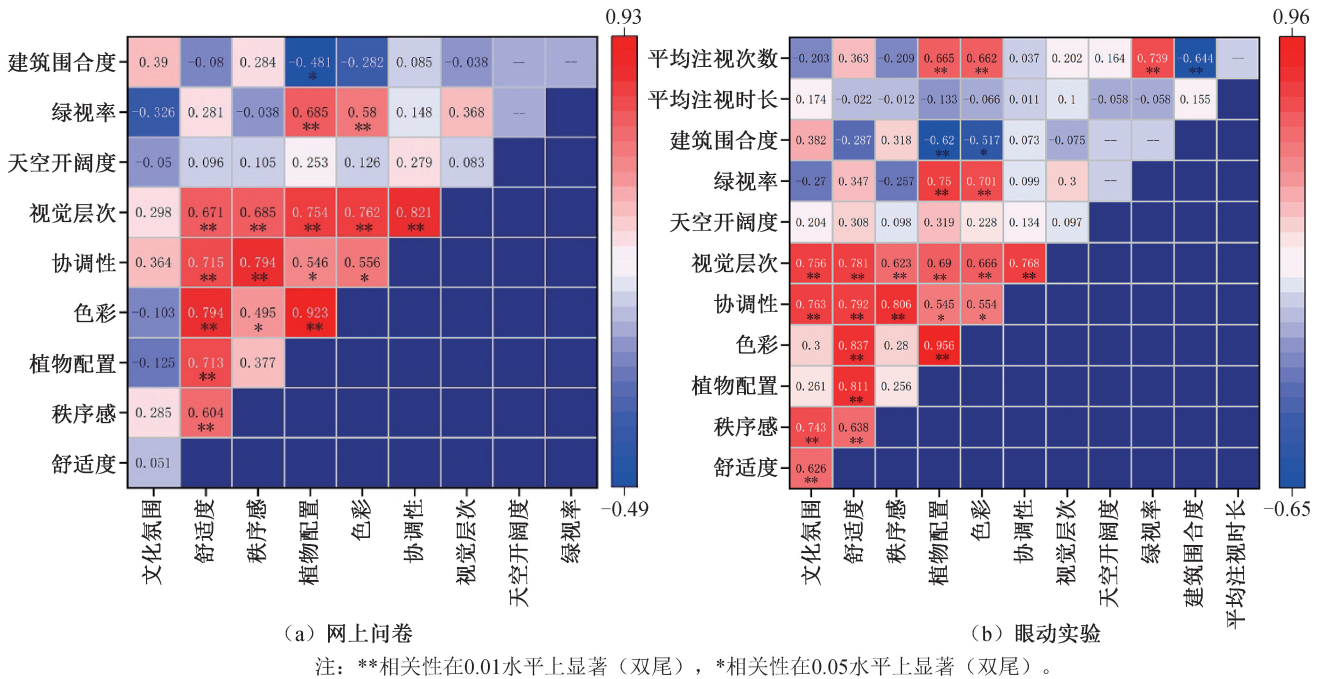 0.93
建筑围合度 0.39 -0.08 0.284 -0.481 -0.282 0.085 -0.038 -- --
*
绿视率 -0.326 0.281 -0.038 0.685 0.58 0.148 0.368 --
** **
天空开阔度 -0.05 0.096 0.105 0.253 0.126 0.279 0.083
视觉层次 0.298 0.671 0.685 0.754 0.762 0.821
** ** ** ** **
协调性 0.364 0.715 0.794 0.546 0.556
** ** * *
色彩 -0.103 0.794 0.495 0.923
** * **
植物配置 -0.125 0.713 0.377
**
秩序感 0.285 0.604
**
舒适度 0.051
-0.49
文化氛围 舒适度 秩序感 植物配置 色彩 协调性 视觉层次 天空开阔度 绿视率
（a）网上问卷
0.96
平均注视次数 -0.203 0.363 -0.209 0.665 0.662 0.037 0.202 0.164 0.739 -0.644 --
** ** ** **
平均注视时长 0.174 -0.022 -0.012 -0.133 -0.066 0.011 0.1 -0.058 -0.058 0.155
建筑围合度 0.382 -0.287 0.318 -0.62 -0.517 0.073 -0.075 -- --
** *
绿视率 -0.27 0.347 -0.257 0.75 0.701 0.099 0.3 --
** **
天空开阔度 0.204 0.308 0.098 0.319 0.228 0.134 0.097
视觉层次 0.756 0.781 0.623 0.69 0.666 0.768
** ** ** ** ** **
协调性 0.763 0.792 0.806 0.545 0.554
** ** ** * *
色彩 0.3 0.837 0.28 0.956
** **
植物配置 0.261 0.811 0.256
**
秩序感 0.743 0.638
** **
舒适度 0.626
**
-0.65
文化氛围 舒适度 秩序感 植物配置 色彩 协调性 视觉层次 天空开阔度 绿视率 建筑围合度 平均注视时长
（b）眼动实验
注：**相关性在0.01水平上显著（双尾），*相关性在0.05水平上显著（双尾）。